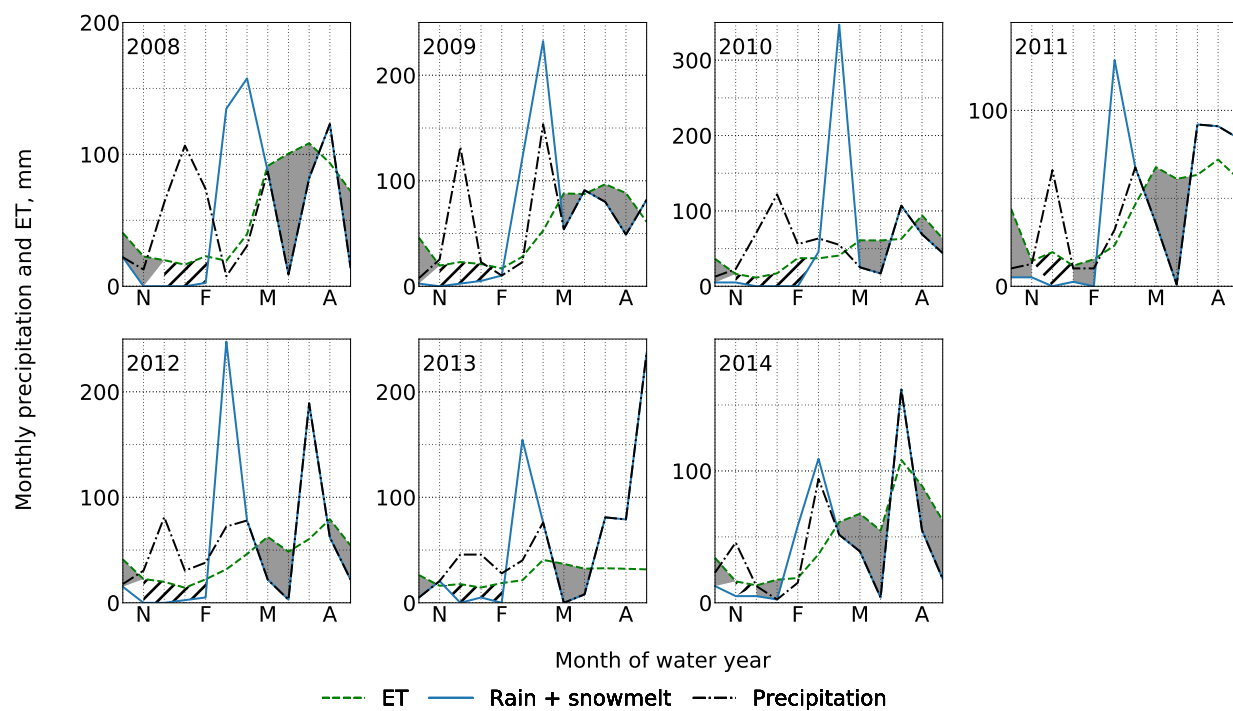 Monthly precipitation and ET, mm
200
100
0
2008
N F M A
200
100
0
2009
N F M A
300
200
100
0
2010
N F M A
100
0
2011
N F M A
200
100
0
2012
N F M A
200
100
0
2013
N F M A
100
0
2014
N F M A
Month of water year
ET Rain + snowmelt Precipitation